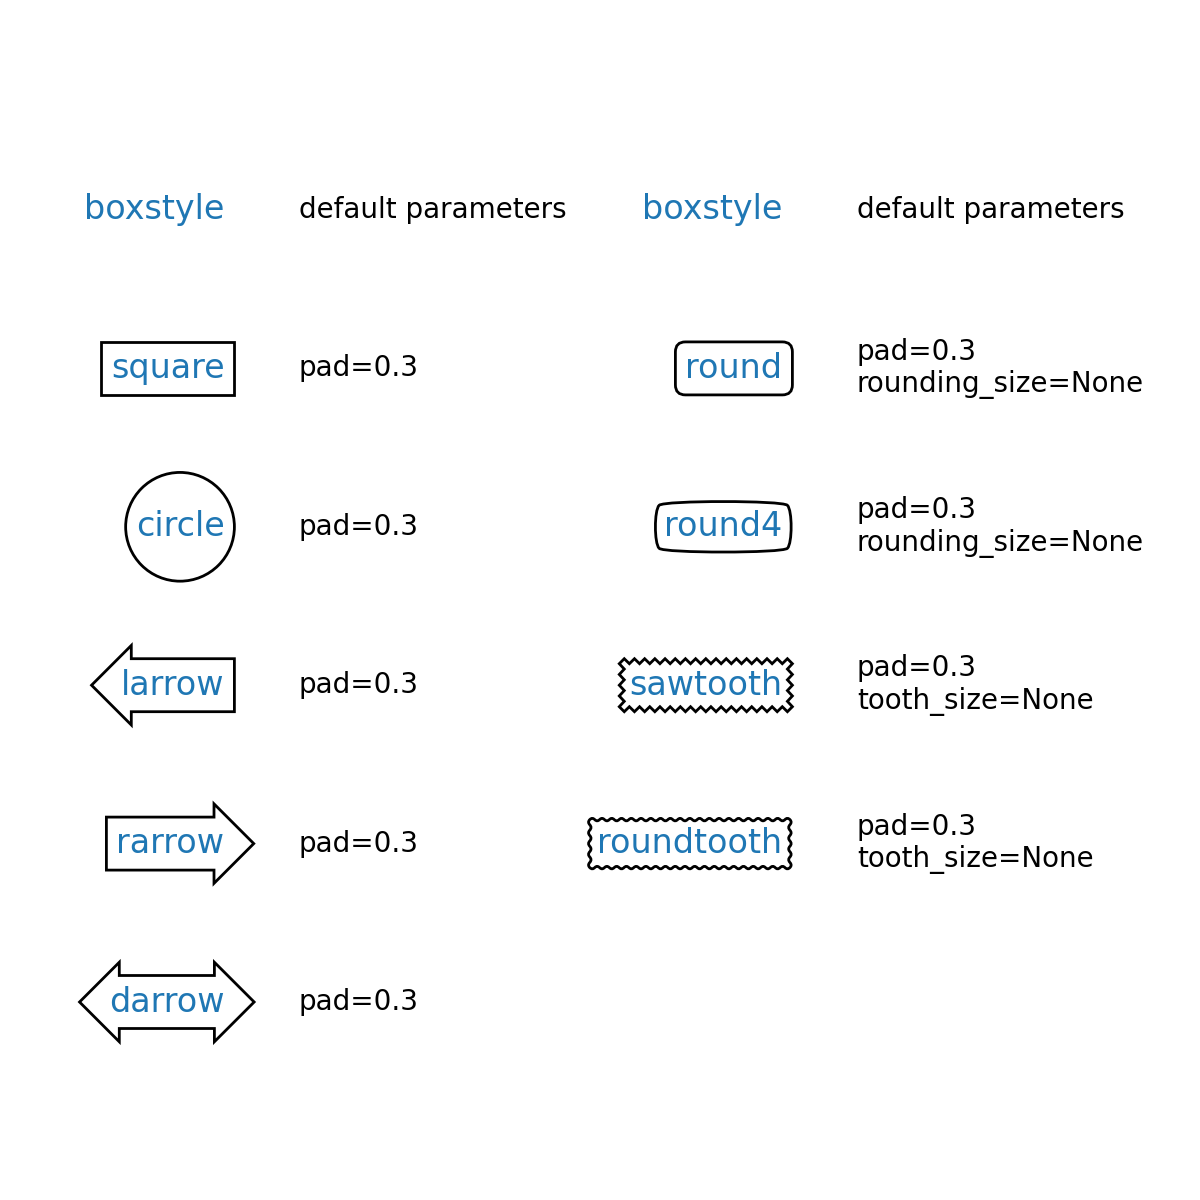 boxstyle default parameters
square pad=0.3
circle pad=0.3
larrow pad=0.3
rarrow pad=0.3
darrow pad=0.3
boxstyle default parameters
round pad=0.3
rounding_size=None
round4 pad=0.3
rounding_size=None
sawtooth pad=0.3
tooth_size=None
roundtooth pad=0.3
tooth_size=None